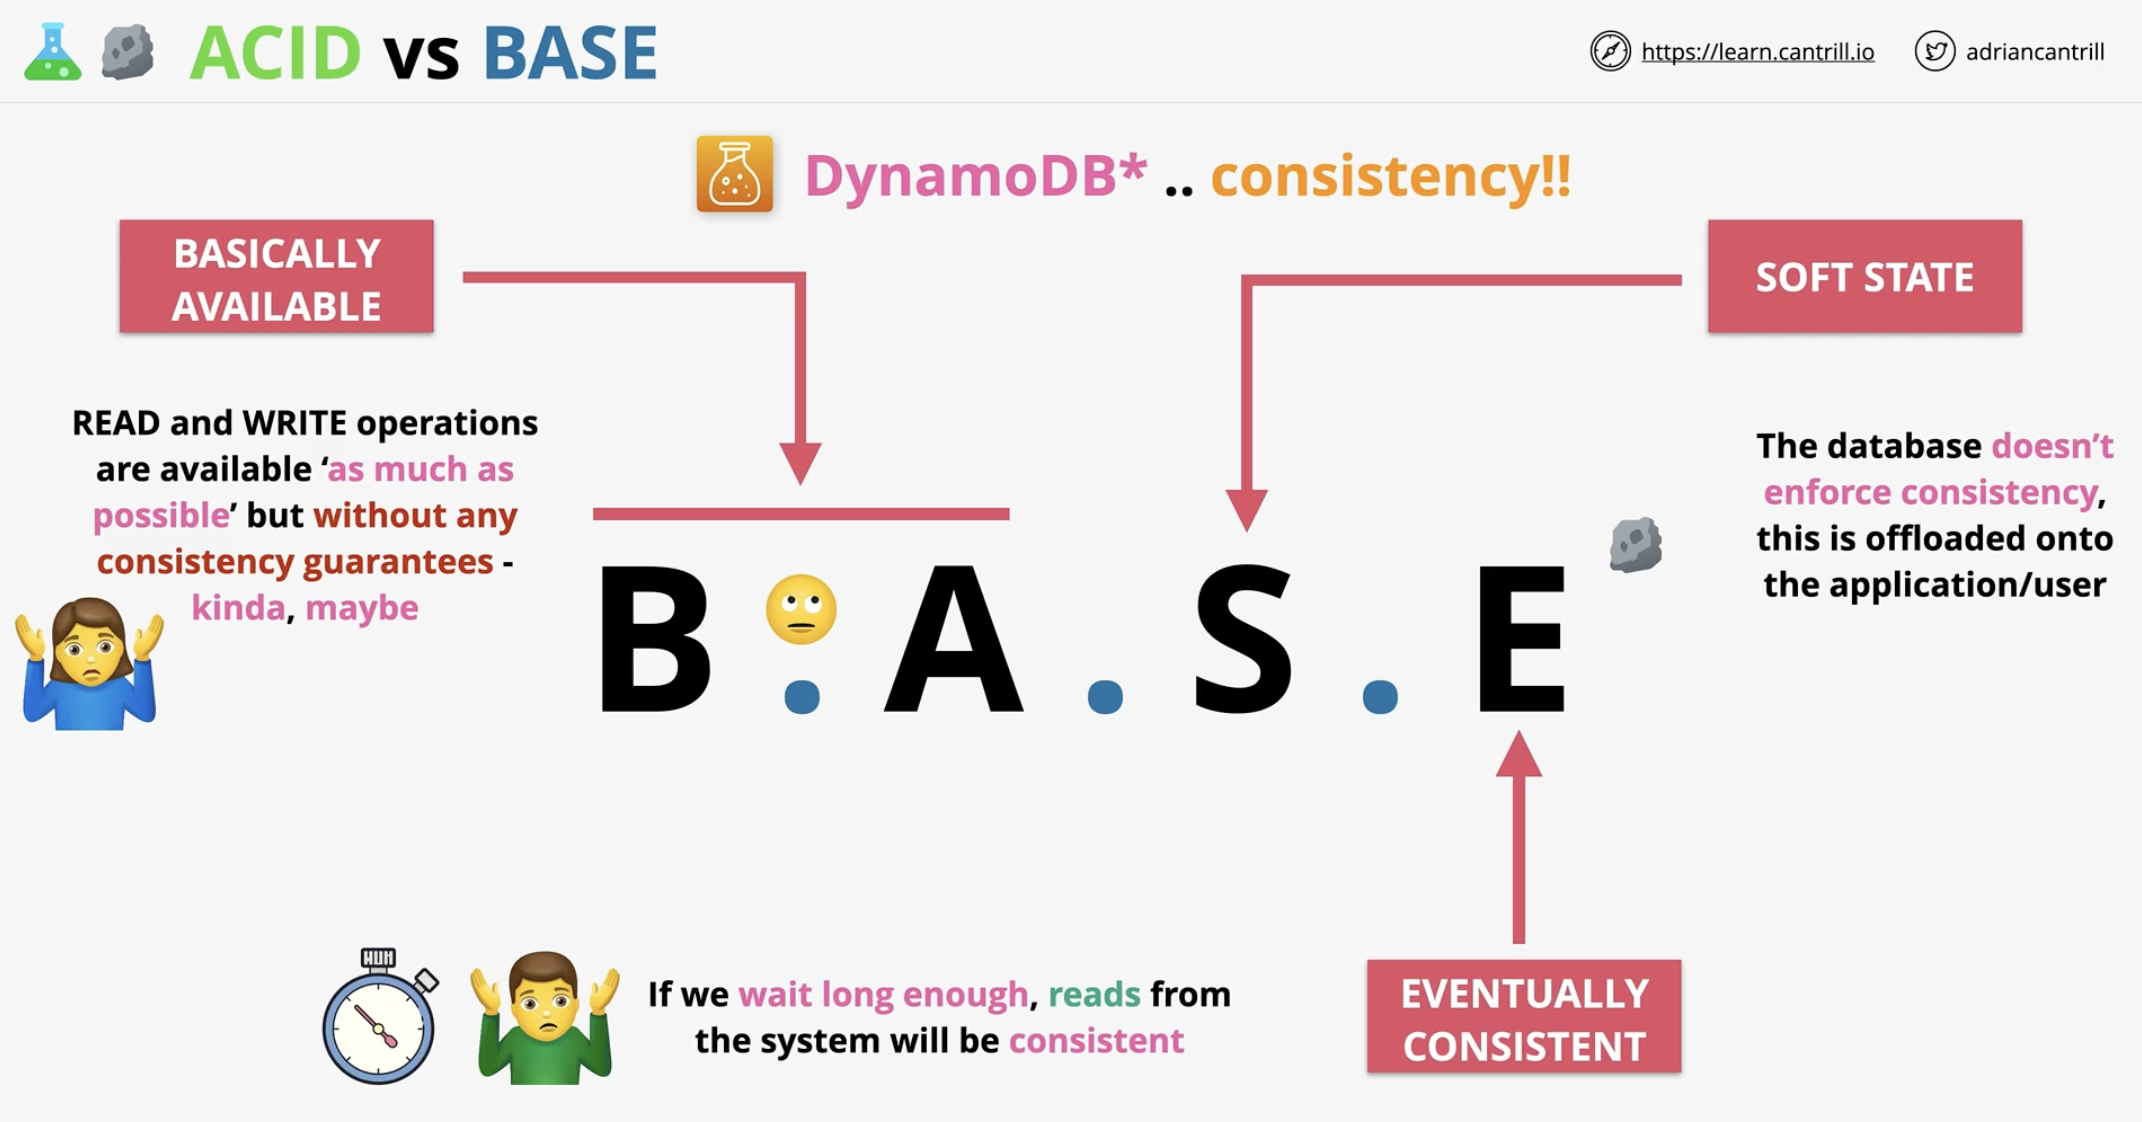 ACID vs BASE
https://learn.cantrill.io
adriancantrill
DynamoDB* .. consistency!!
BASICALLY
AVAILABLE
SOFT STATE
READ and WRITE operations
are available ‘as much as
possible’ but without any
consistency guarantees -
kinda, maybe
The database doesn’t
enforce consistency,
this is offloaded onto
the application/user
B . A . S . E
If we wait long enough, reads from
the system will be consistent
EVENTUALLY
CONSISTENT